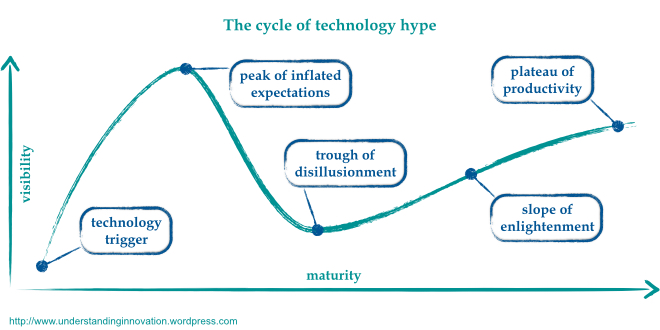 The cycle of technology hype
peak of inflated
expectations
plateau of
productivity
trough of
disillusionment
visibility
technology
trigger
slope of
enlightenment
maturity
http://www.understandinginnovation.wordpress.com